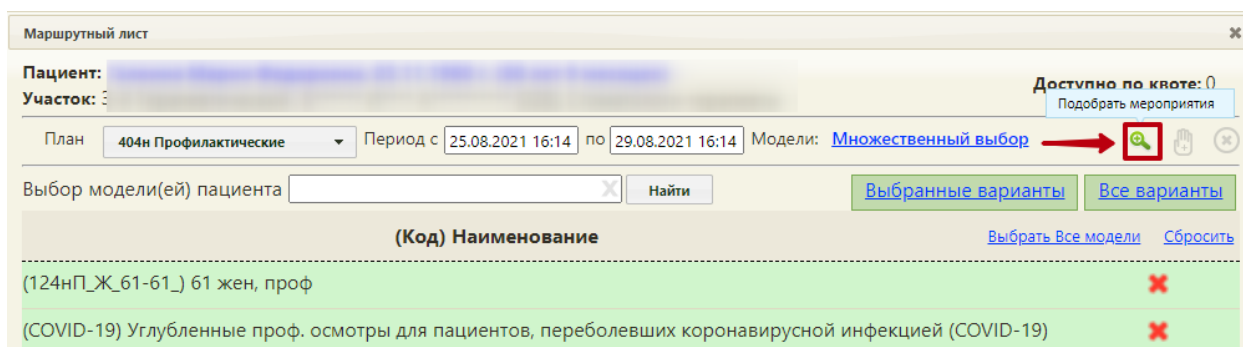 Маршрутный лист
Пациент:
Участок: Доступно по квоте: 0
Подобрать мероприятия
План 404н Профилактические Период с 25.08.2021 16:14 по 29.08.2021 16:14 Модели: Множественный выбор
Выбор модели(ей) пациента Найти Выбранные варианты Все варианты
(Код) Наименование Выбрать Все модели Сбросить
(124нП_Ж_61-61_) 61 жен, проф
(COVID-19) Углубленные проф. осмотры для пациентов, переболевших коронавирусной инфекцией (COVID-19)